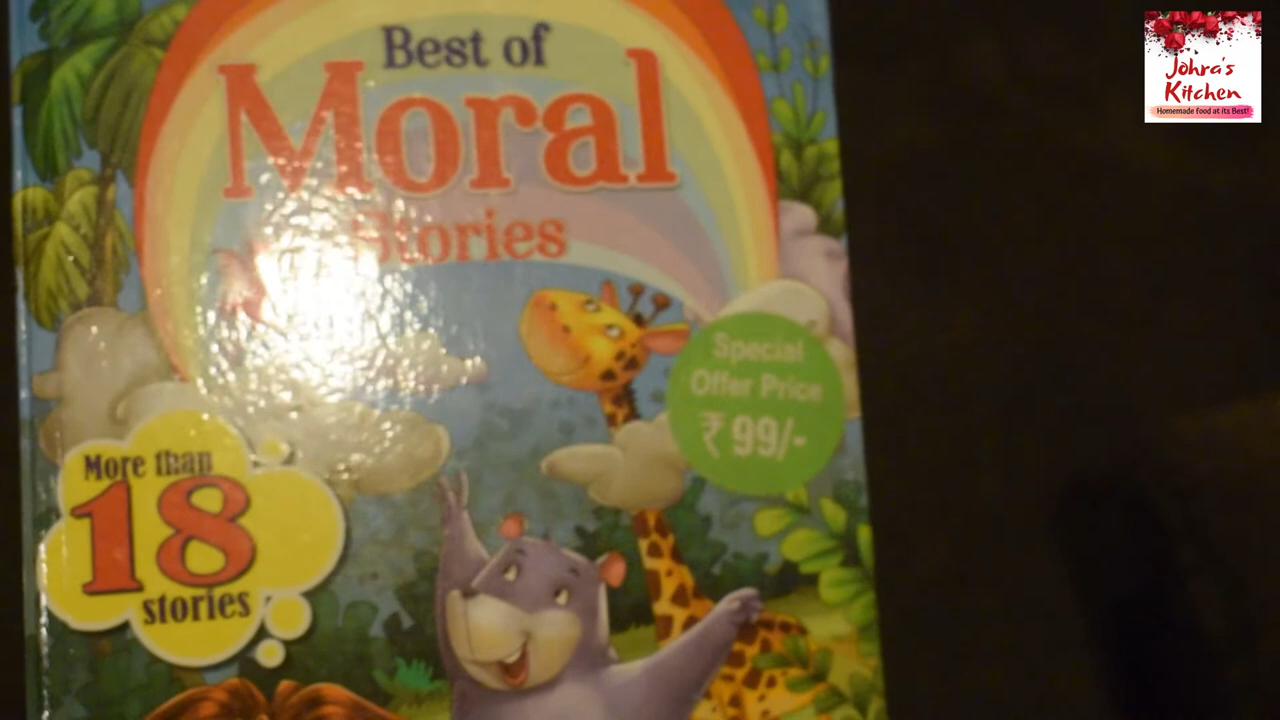 Best of
Moral
Stories
Special
Offer Price
₹ 99/-
More than
18
stories
Johra's
Kitchen
Homemade food at its Best!